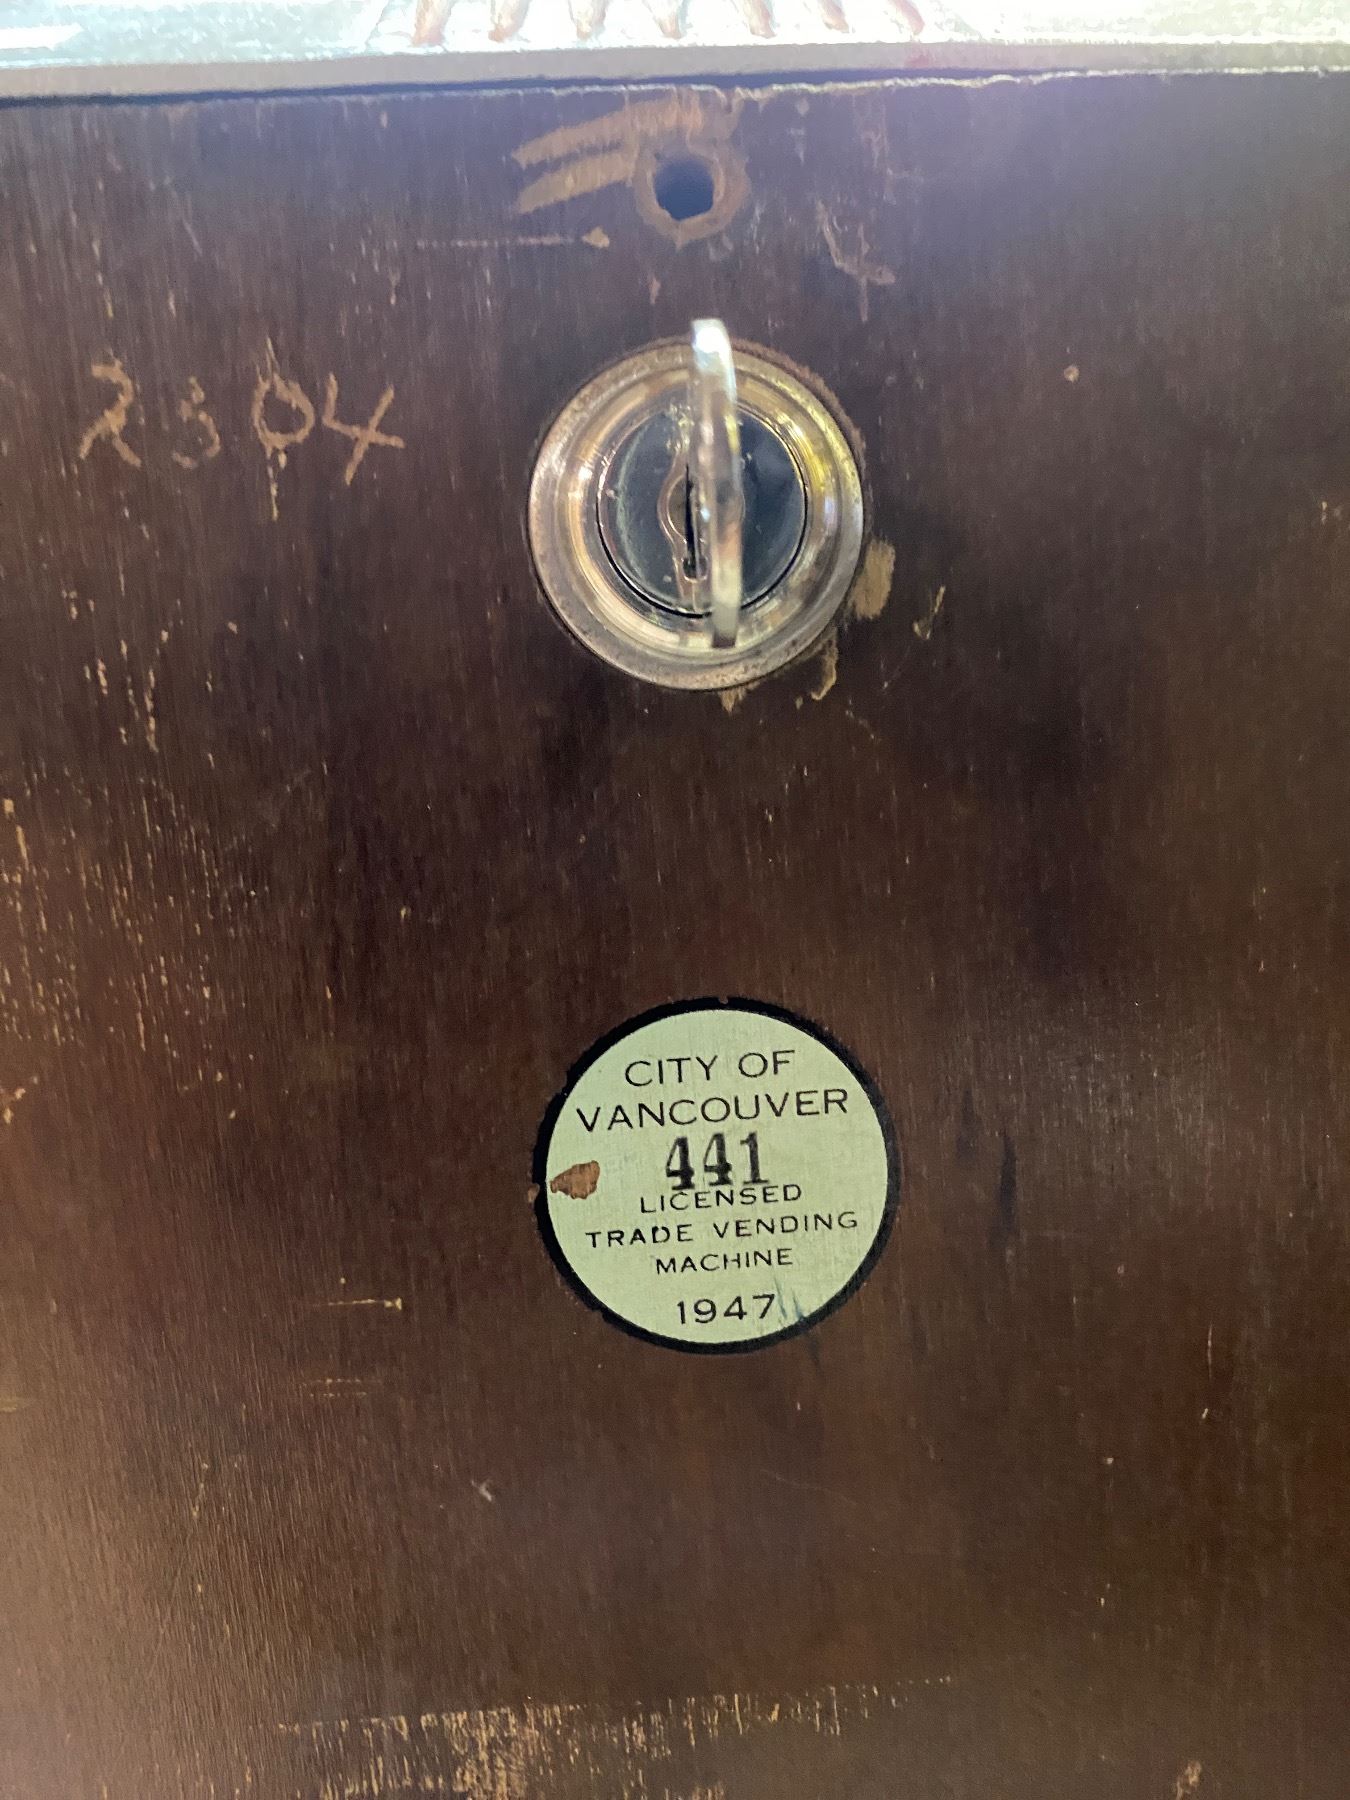 2304
CITY OF
VANCOUVER
441
LICENSED
TRADE VENDING
MACHINE
1947